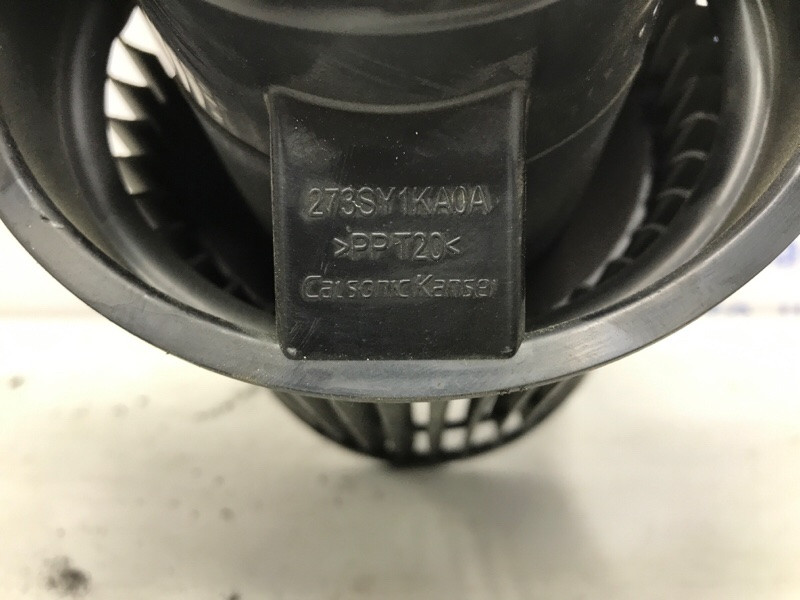 273SY1KA0A
>PP-T20<
Calsonic Kansei